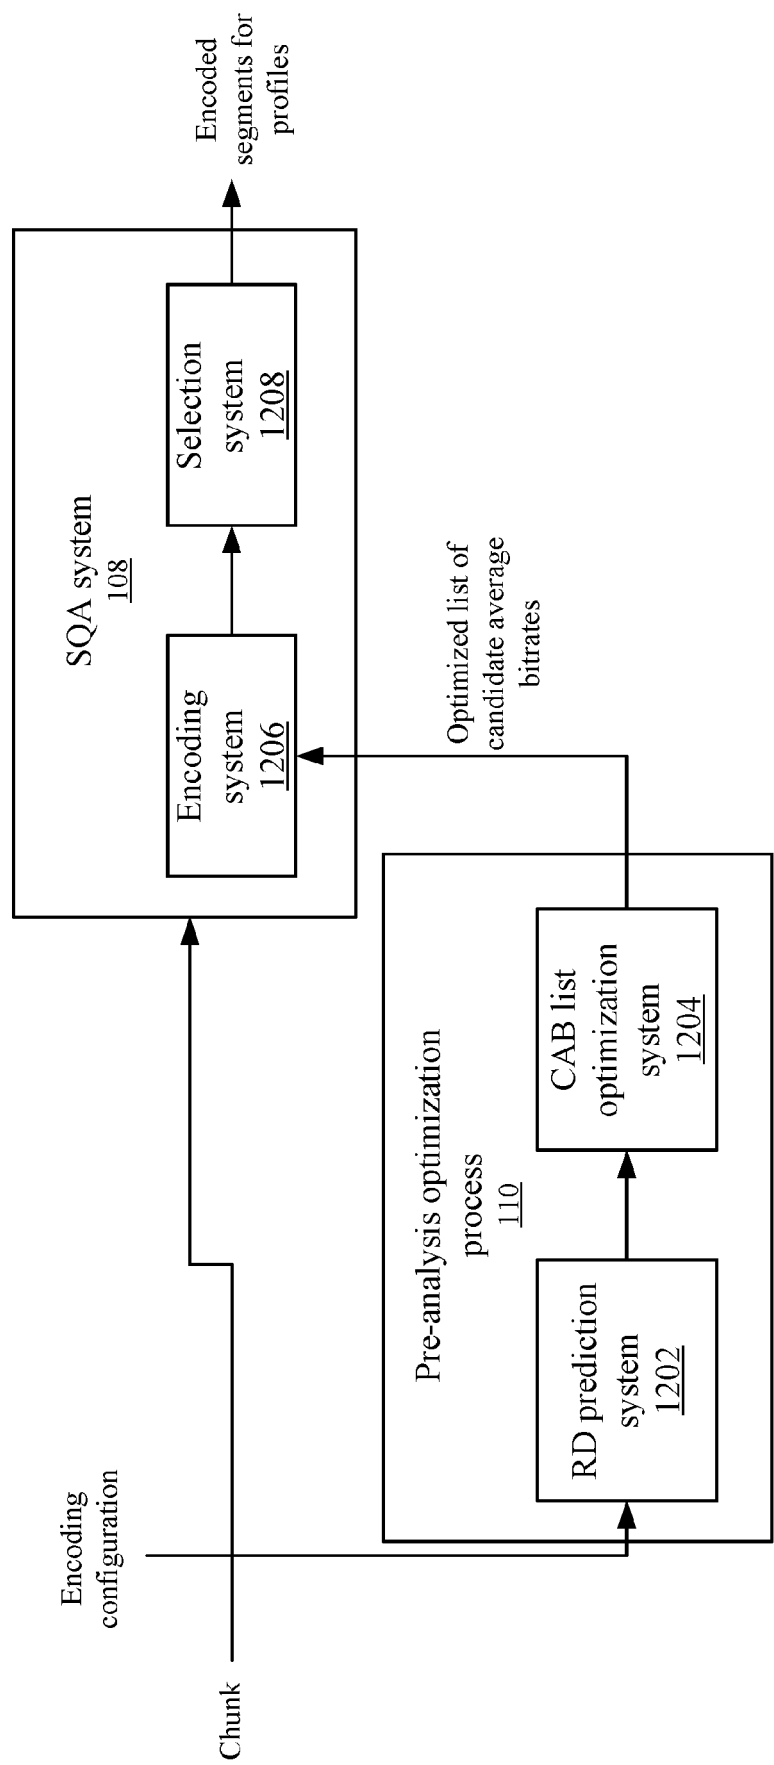 Chunk
Encoding
configuration
Pre-analysis optimization
process
110
RD prediction
system
1202
CAB list
optimization
system
1204
Optimized list of
candidate average
bitrates
SQA system
108
Encoding
system
1206
Selection
system
1208
Encoded
segments for
profiles